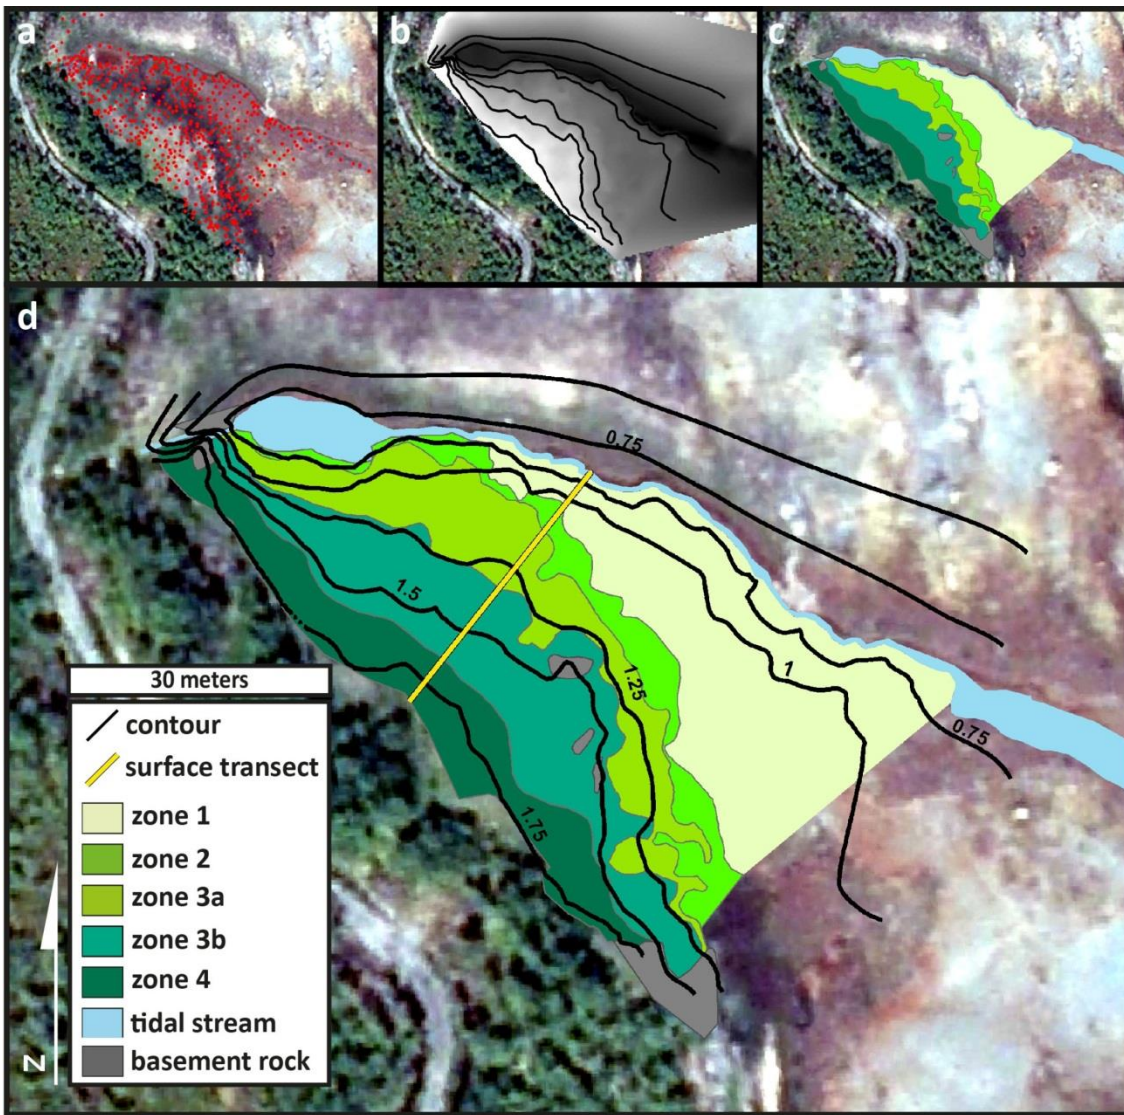 a
b
c
d
0.75
1.5
1.25
1
0.75
1.75
30 meters
contour
surface transect
zone 1
zone 2
zone 3a
zone 3b
zone 4
tidal stream
basement rock
N